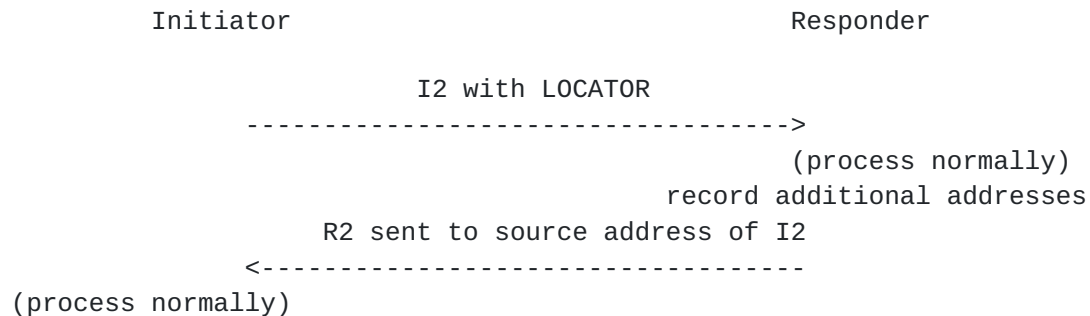 Initiator Responder
I2 with LOCATOR
----------------------------------->
(process normally)
record additional addresses
R2 sent to source address of I2
<-----------------------------------
(process normally)